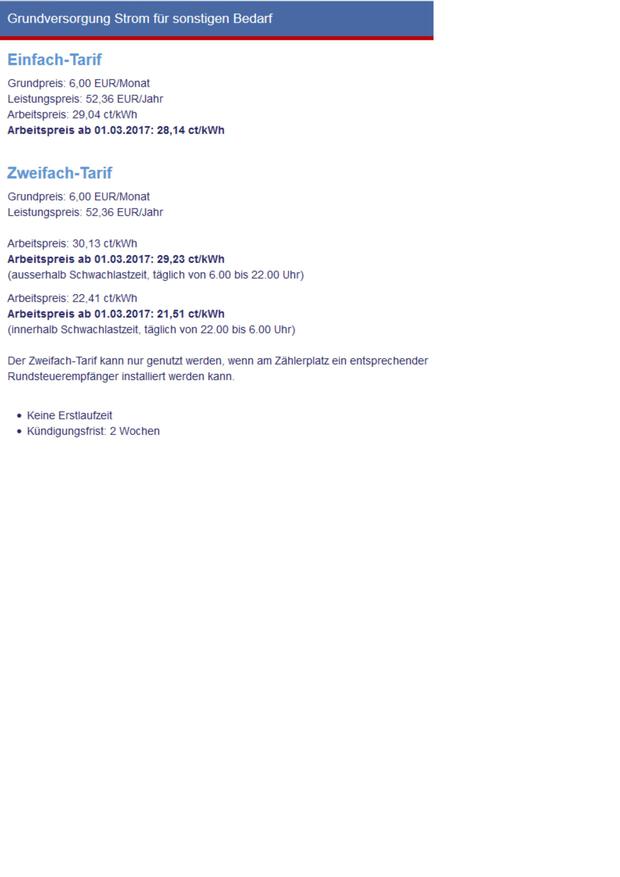 Grundversorgung Strom für sonstigen Bedarf
Einfach-Tarif
Grundpreis: 6,00 EUR/Monat
Leistungspreis: 52,36 EUR/Jahr
Arbeitspreis: 29,04 ct/kWh
Arbeitspreis ab 01.03.2017: 28,14 ct/kWh
Zweifach-Tarif
Grundpreis: 6,00 EUR/Monat
Leistungspreis: 52,36 EUR/Jahr
Arbeitspreis: 30,13 ct/kWh
Arbeitspreis ab 01.03.2017: 29,23 ct/kWh
(ausserhalb Schwachlastzeit, täglich von 6.00 bis 22.00 Uhr)
Arbeitspreis: 22,41 ct/kWh
Arbeitspreis ab 01.03.2017: 21,51 ct/kWh
(innerhalb Schwachlastzeit, täglich von 22.00 bis 6.00 Uhr)
Der Zweifach-Tarif kann nur genutzt werden, wenn am Zählerplatz ein entsprechender
Rundsteuerempfänger installiert werden kann.
• Keine Erstlaufzeit
• Kündigungsfrist: 2 Wochen